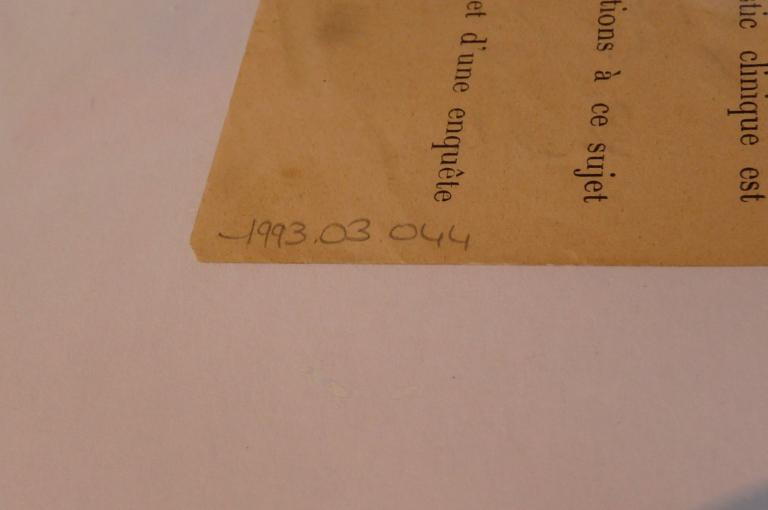 tic clinique est
tions à ce sujet
et d'une enquête
1993.03.044